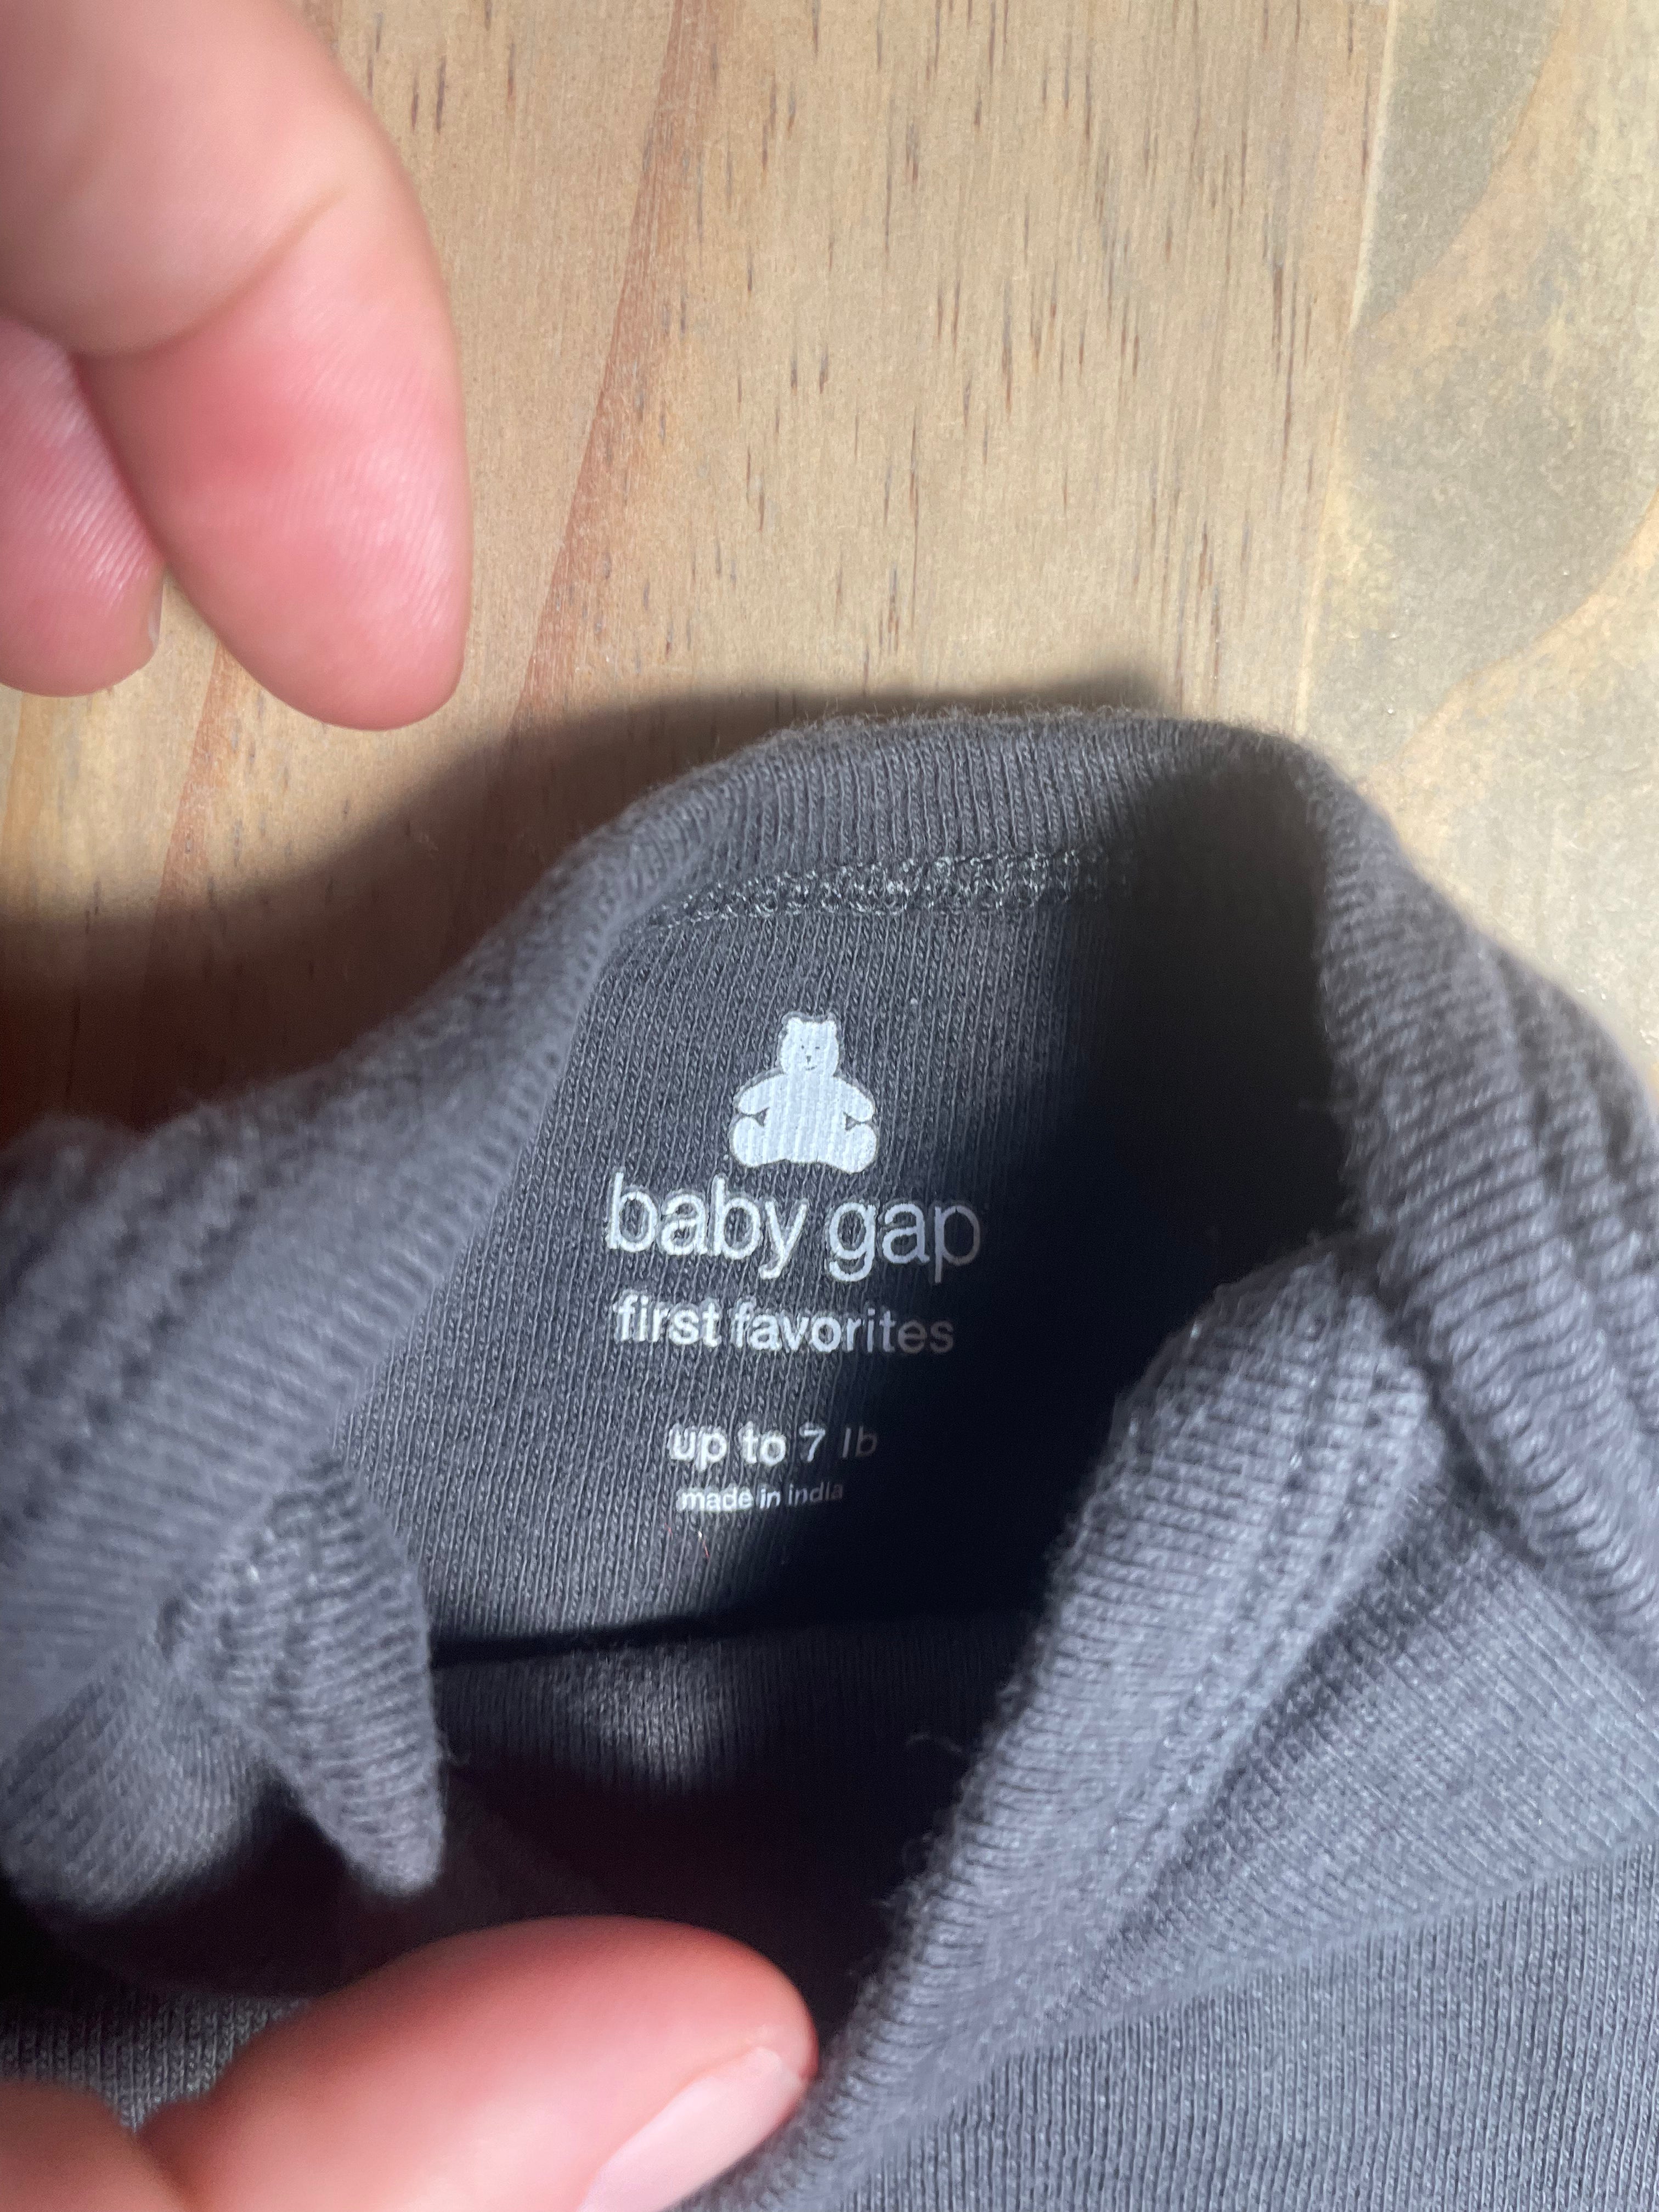 baby gap
first favorites
up to 7 lb
made in india